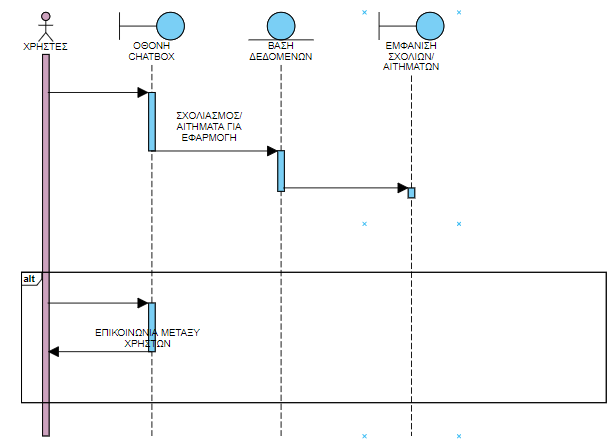 ΧΡΗΣΤΕΣ
ΟΘΟΝΗ
CHATBOX
ΒΑΣΗ
ΔΕΔΟΜΕΝΩΝ
ΕΜΦΑΝΙΣΗ
ΣΧΟΛΙΩΝ/
ΑΙΤΗΜΑΤΩΝ
ΣΧΟΛΙΑΣΜΟΣ/
ΑΙΤΗΜΑΤΑ ΓΙΑ
ΕΦΑΡΜΟΓΗ
alt
ΕΠΙΚΟΙΝΩΝΙΑ ΜΕΤΑΞΥ
ΧΡΗΣΤΩΝ